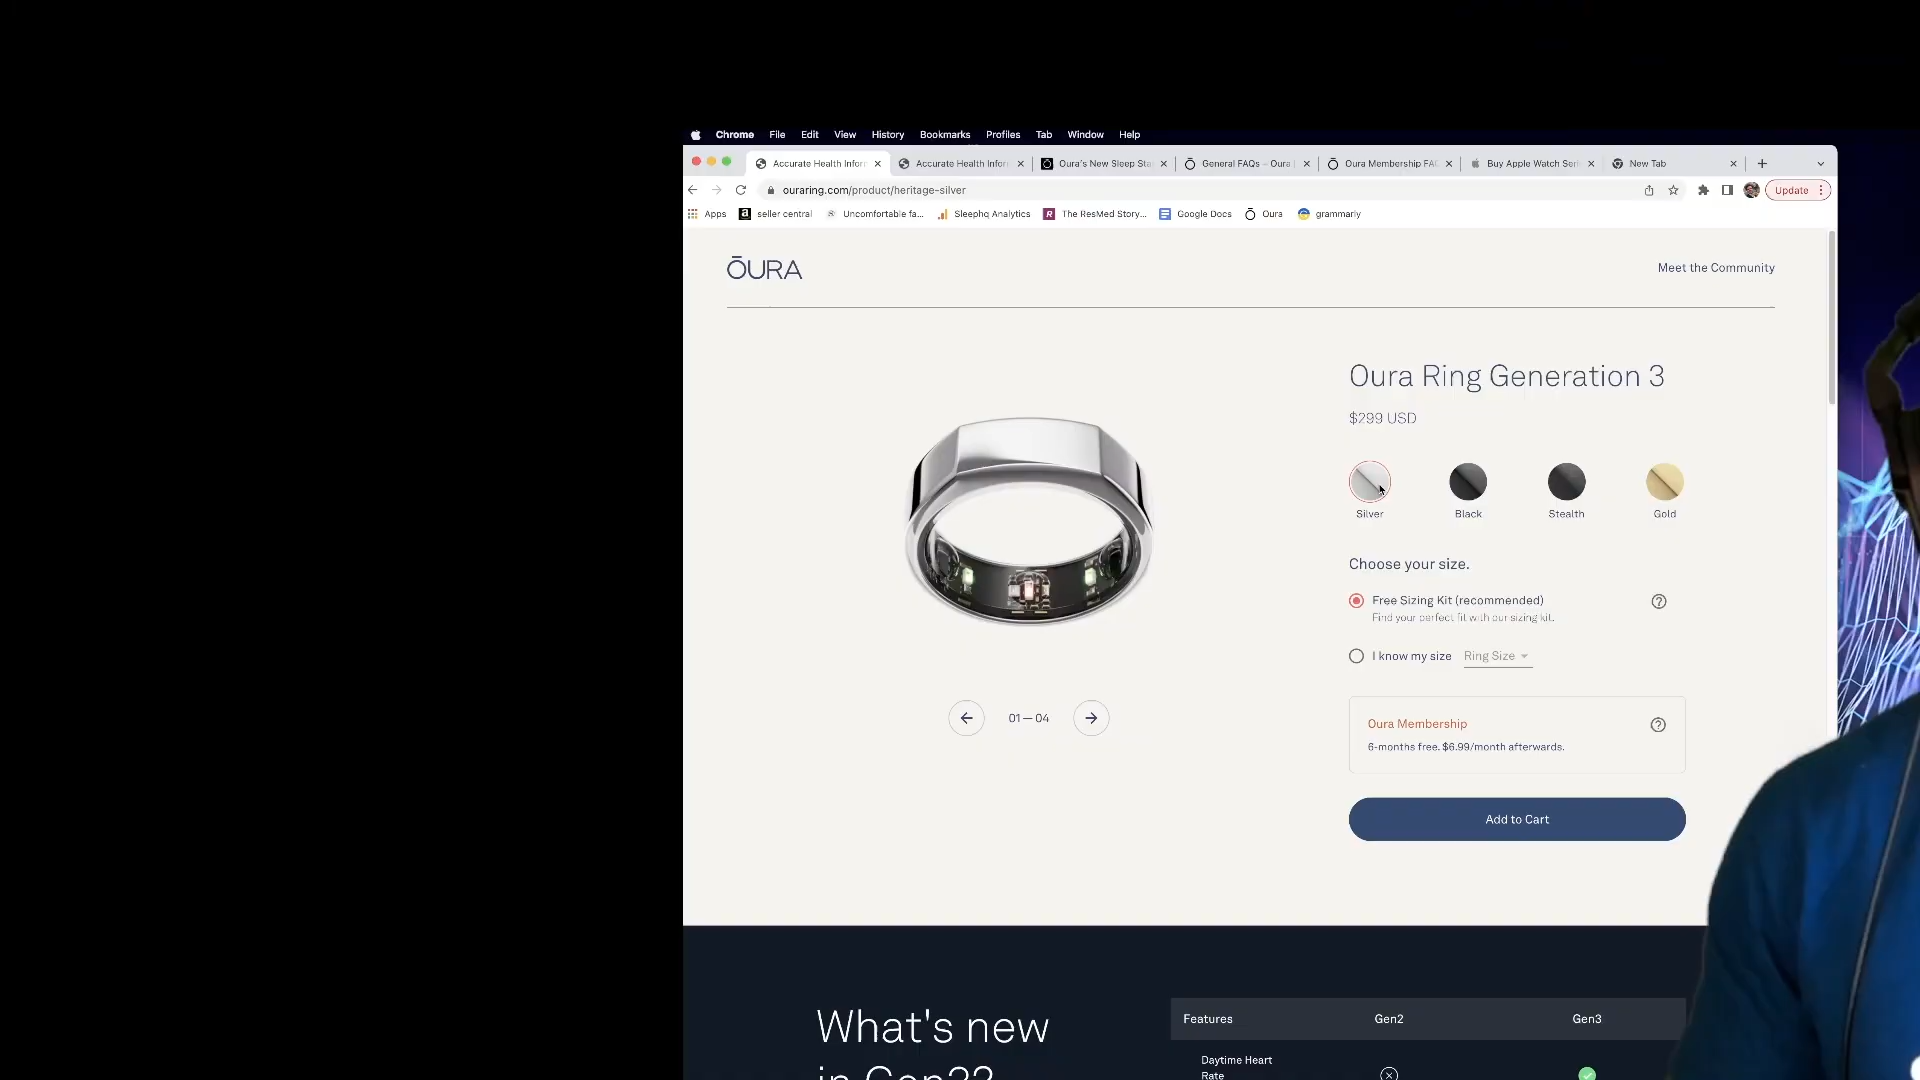 Chrome File Edit View History Bookmarks Profiles Tab Window Help
Accurate Health Infor Accurate Health Infor Oura's New Sleep Sta General FAQs – Oura Oura Membership FA Buy Apple Watch Seri New Tab
ouraring.com/product/heritage-silver Update
Apps seller central Uncomfortable fa... Sleephq Analytics The ResMed Story... Google Docs Oura grammarly
ŌURA
Meet the Community
Oura Ring Generation 3
$299 USD
Silver Black Stealth Gold
Choose your size.
Free Sizing Kit (recommended)
Find your perfect fit with our sizing kit.
I know my size Ring Size
01 — 04
Oura Membership
6-months free. $6.99/month afterwards.
Add to Cart
What's new
Features Gen2 Gen3
Daytime Heart
Rate